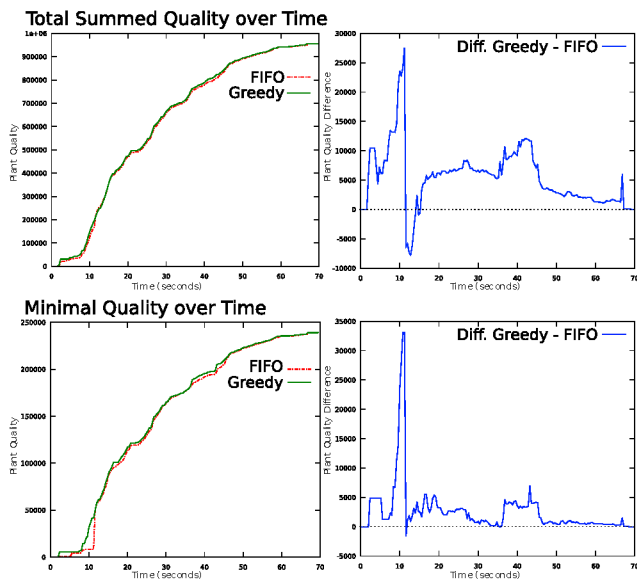 Total Summed Quality over Time
1e+06
900000
800000
700000
600000
500000
400000
300000
200000
100000
0
0 10 20 30 40 50 60 70
Plant Quality
Time (seconds)
FIFO
Greedy
Diff. Greedy - FIFO
30000
25000
20000
15000
10000
5000
0
-5000
-10000
0 10 20 30 40 50 60 70
Plant Quality Difference
Time (seconds)
Minimal Quality over Time
250000
200000
150000
100000
50000
0
0 10 20 30 40 50 60 70
Plant Quality
Time (seconds)
FIFO
Greedy
Diff. Greedy - FIFO
35000
30000
25000
20000
15000
10000
5000
0
-5000
0 10 20 30 40 50 60 70
Plant Quality Difference
Time (seconds)